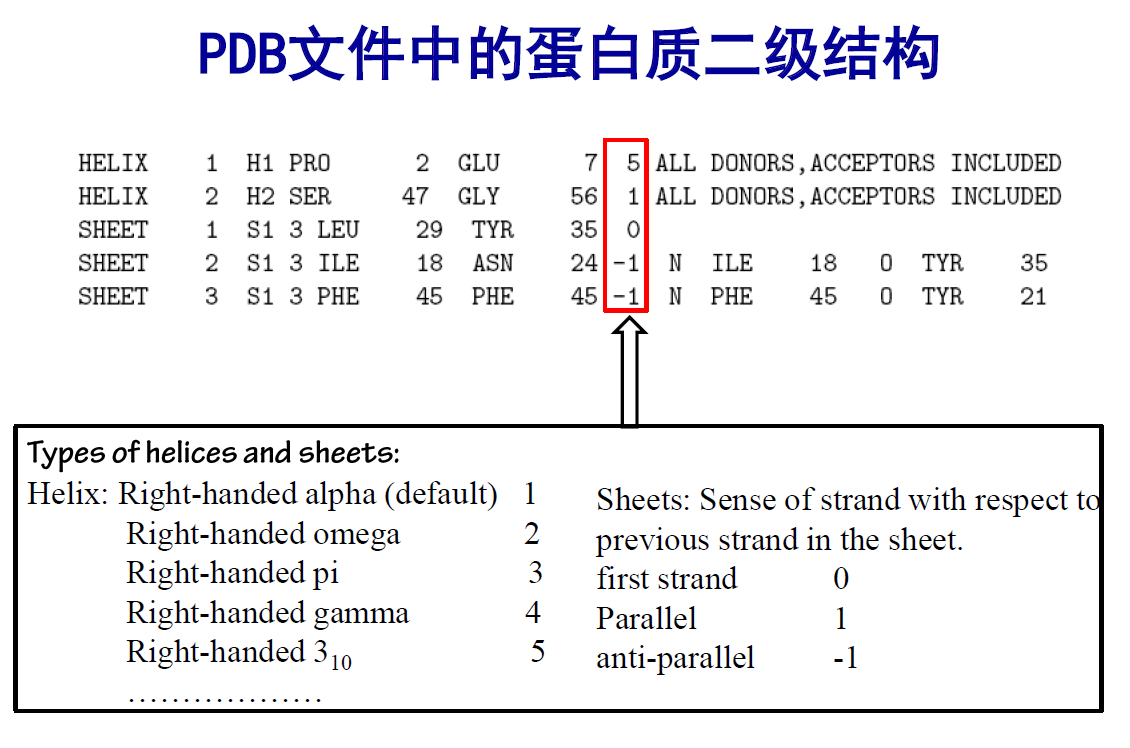 PDB文件中的蛋白质二级结构
HELIX 1 H1 PRO 2 GLU 7 5 ALL DONORS,ACCEPTORS INCLUDED
HELIX 2 H2 SER 47 GLY 56 1 ALL DONORS,ACCEPTORS INCLUDED
SHEET 1 S1 3 LEU 29 TYR 35 0
SHEET 2 S1 3 ILE 18 ASN 24 -1 N ILE 18 O TYR 35
SHEET 3 S1 3 PHE 45 PHE 45 -1 N PHE 45 O TYR 21
Types of helices and sheets:
Helix: Right-handed alpha (default) 1
Right-handed omega 2
Right-handed pi 3
Right-handed gamma 4
Right-handed 3₁₀ 5
………………
Sheets: Sense of strand with respect to
previous strand in the sheet.
first strand 0
Parallel 1
anti-parallel -1